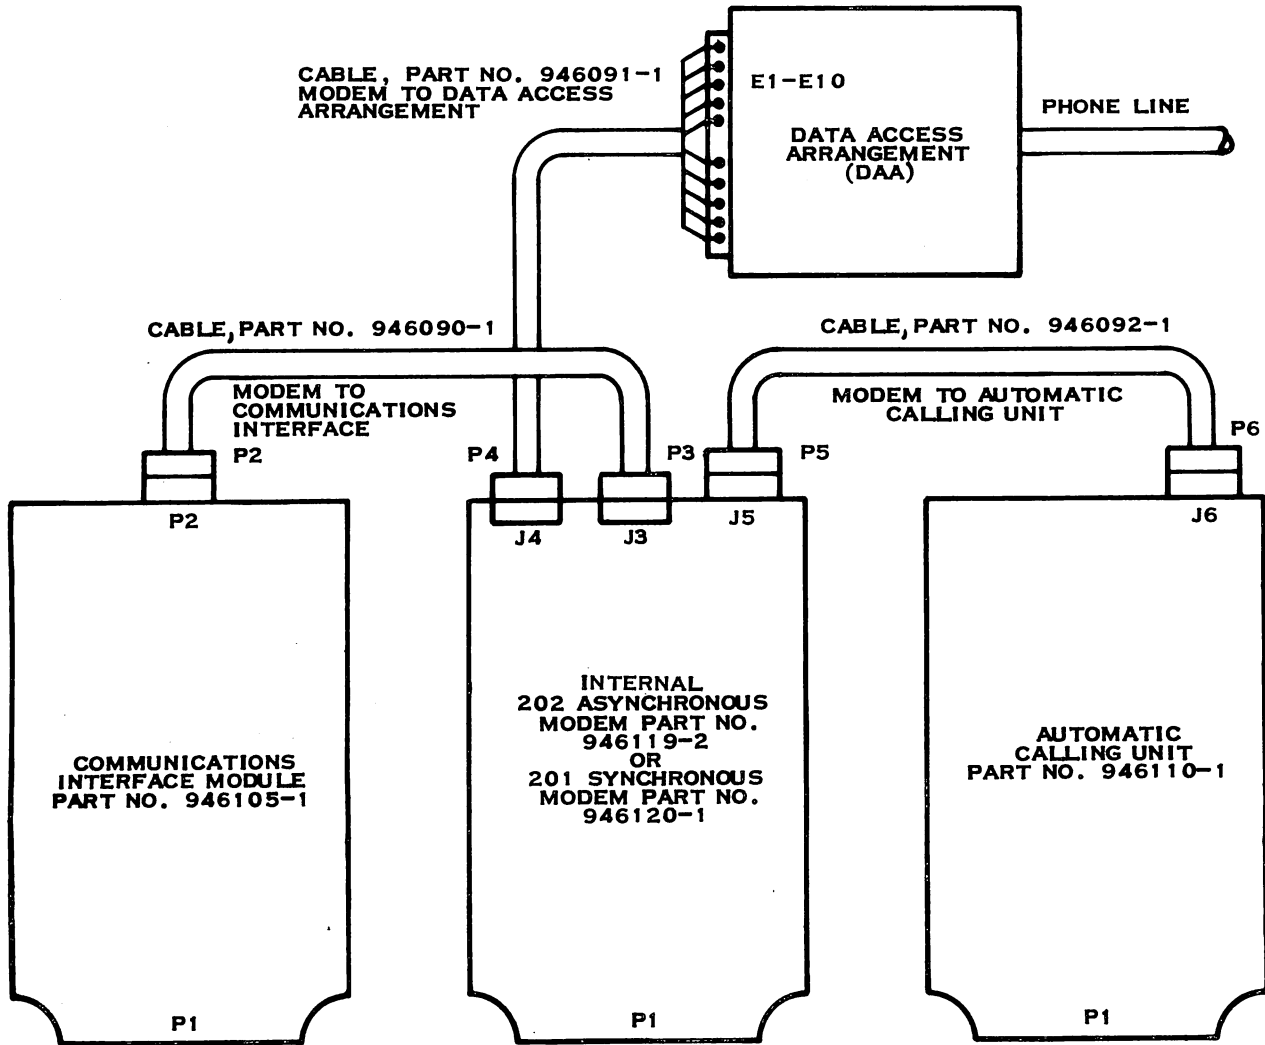 CABLE, PART NO. 946091-1
MODEM TO DATA ACCESS
ARRANGEMENT
E1-E10
DATA ACCESS
ARRANGEMENT
(DAA)
PHONE LINE
CABLE, PART NO. 946090-1
MODEM TO
COMMUNICATIONS
INTERFACE
CABLE, PART NO. 946092-1
MODEM TO AUTOMATIC
CALLING UNIT
P2
P4
P3
P5
P6
P2
J4
J3
J5
J6
COMMUNICATIONS
INTERFACE MODULE
PART NO. 946105-1
INTERNAL
202 ASYNCHRONOUS
MODEM PART NO.
946119-2
OR
201 SYNCHRONOUS
MODEM PART NO.
946120-1
AUTOMATIC
CALLING UNIT
PART NO. 946110-1
P1
P1
P1